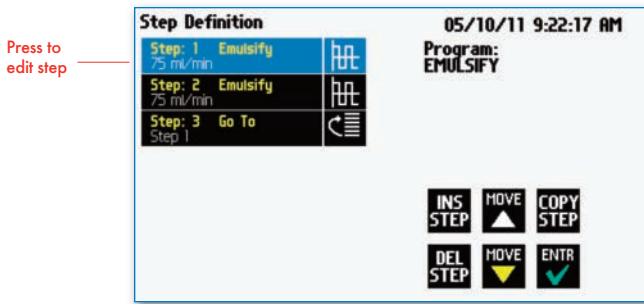 Step Definition
05/10/11 9:22:17 AM
Press to
edit step
Step: 1 Emulsify
75 ml/min
Step: 2 Emulsify
75 ml/min
Step: 3 Go To
Step 1
Program:
EMULSIFY
INS
STEP
MOVE
COPY
STEP
DEL
STEP
MOVE
ENTR